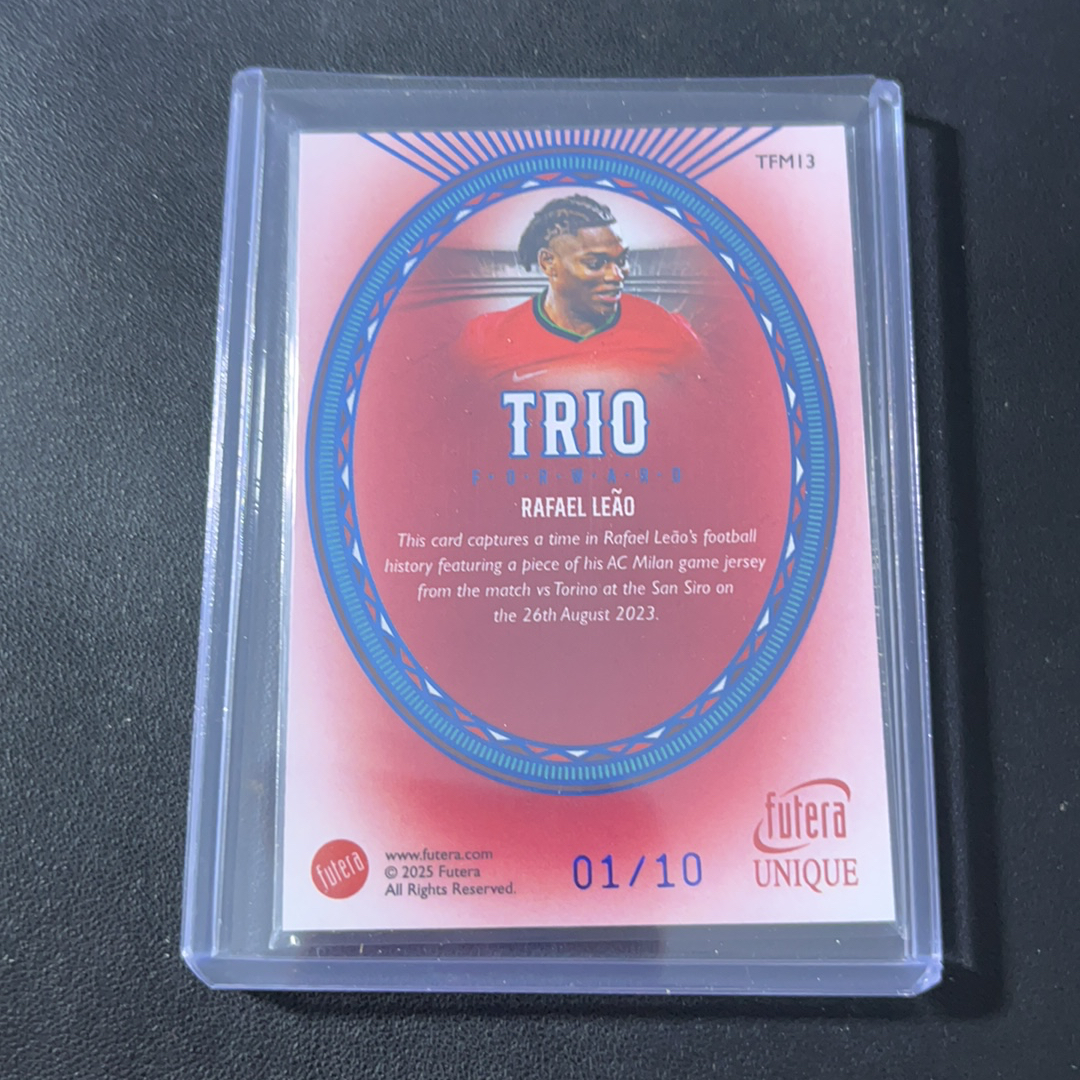 TFM13
TRIO
F·O·R·W·A·R·D
RAFAEL LEÃO
This card captures a time in Rafael Leão's football
history featuring a piece of his AC Milan game jersey
from the match vs Torino at the San Siro on
the 26th August 2023.
futera
UNIQUE
futera
www.futera.com
© 2025 Futera
All Rights Reserved.
01/10